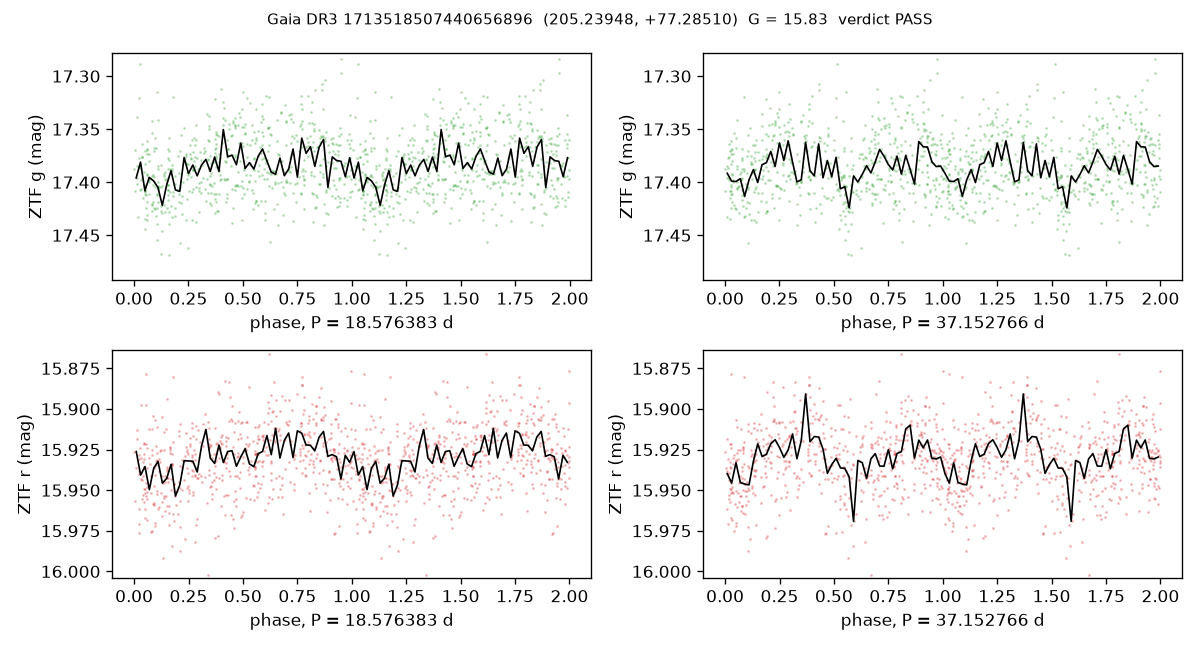 Gaia DR3 1713518507440656896 (205.23948, +77.28510) G = 15.83 verdict PASS
ZTF g (mag)
17.30
17.35
17.40
17.45
0.00 0.25 0.50 0.75 1.00 1.25 1.50 1.75 2.00
phase, P = 18.576383 d
ZTF g (mag)
17.30
17.35
17.40
17.45
0.00 0.25 0.50 0.75 1.00 1.25 1.50 1.75 2.00
phase, P = 37.152766 d
ZTF r (mag)
15.875
15.900
15.925
15.950
15.975
16.000
0.00 0.25 0.50 0.75 1.00 1.25 1.50 1.75 2.00
phase, P = 18.576383 d
ZTF r (mag)
15.875
15.900
15.925
15.950
15.975
16.000
0.00 0.25 0.50 0.75 1.00 1.25 1.50 1.75 2.00
phase, P = 37.152766 d